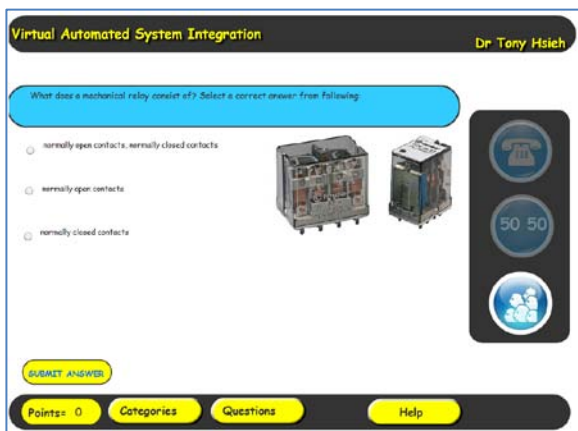 Virtual Automated System Integration
Dr Tony Hsieh
What does a mechanical relay consist of? Select a correct answer from following:
normally open contacts, normally closed contacts
normally open contacts
normally closed contacts
50 50
SUBMIT ANSWER
Points= 0
Categories
Questions
Help